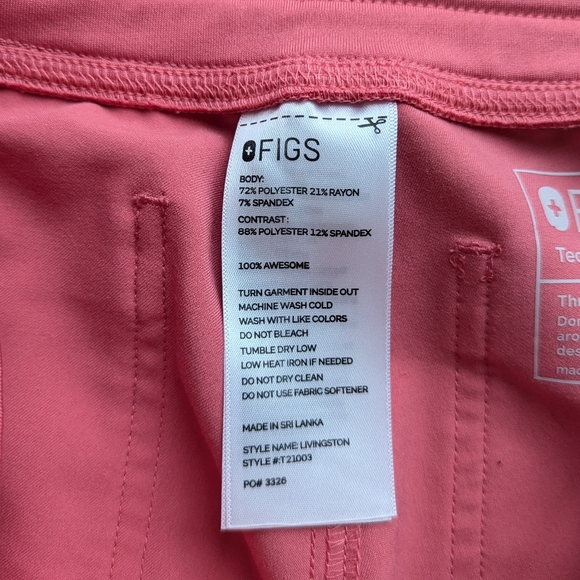 FIGS
BODY:
72% POLYESTER 21% RAYON
7% SPANDEX
CONTRAST :
88% POLYESTER 12% SPANDEX
100% AWESOME
TURN GARMENT INSIDE OUT
MACHINE WASH COLD
WASH WITH LIKE COLORS
DO NOT BLEACH
TUMBLE DRY LOW
LOW HEAT IRON IF NEEDED
DO NOT DRY CLEAN
DO NOT USE FABRIC SOFTENER
MADE IN SRI LANKA
STYLE NAME: LIVINGSTON
STYLE #:T21003
PO# 3326